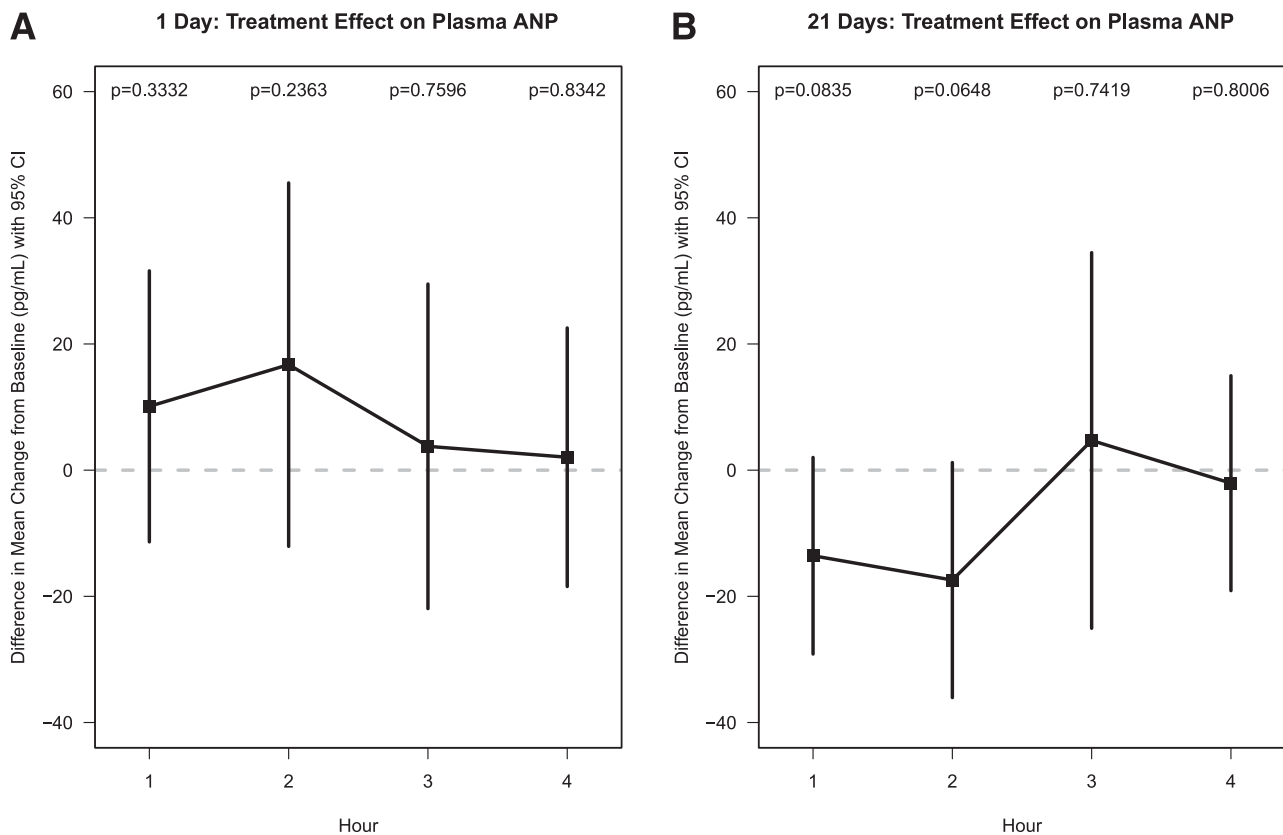 A
1 Day: Treatment Effect on Plasma ANP
Difference in Mean Change from Baseline (pg/mL) with 95% CI
60
40
20
0
−20
−40
p=0.3332 p=0.2363 p=0.7596 p=0.8342
1 2 3 4
Hour
B
21 Days: Treatment Effect on Plasma ANP
Difference in Mean Change from Baseline (pg/mL) with 95% CI
60
40
20
0
−20
−40
p=0.0835 p=0.0648 p=0.7419 p=0.8006
1 2 3 4
Hour